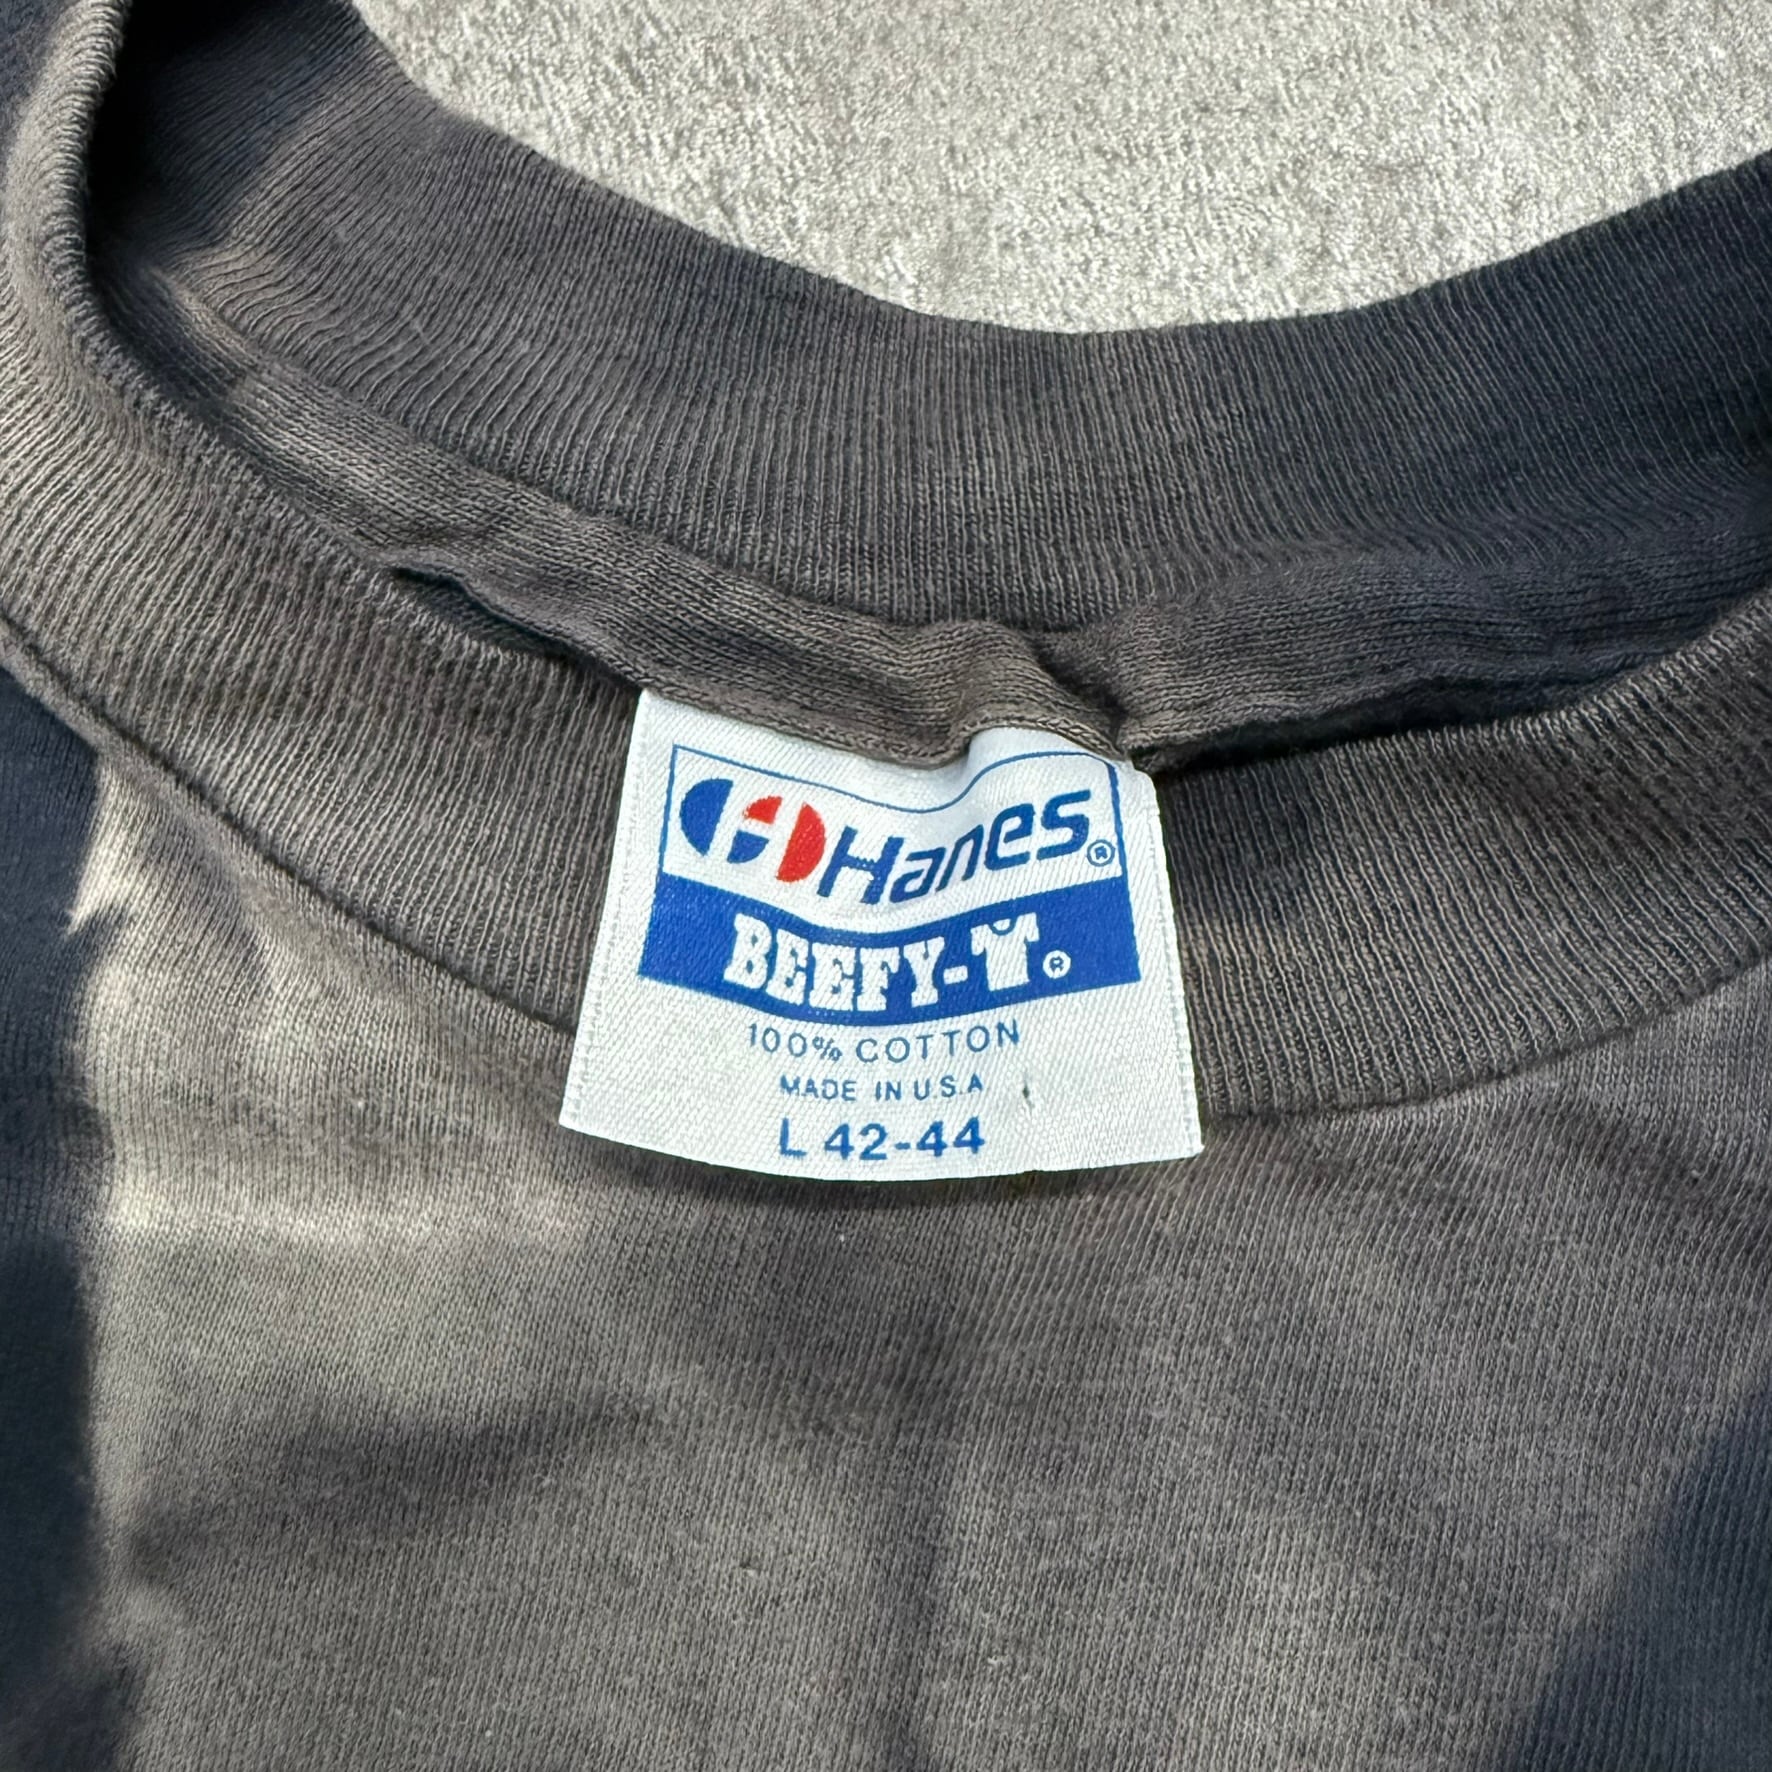 Hanes®
BEEFY-T®
100% COTTON
MADE IN U.S.A
L 42-44